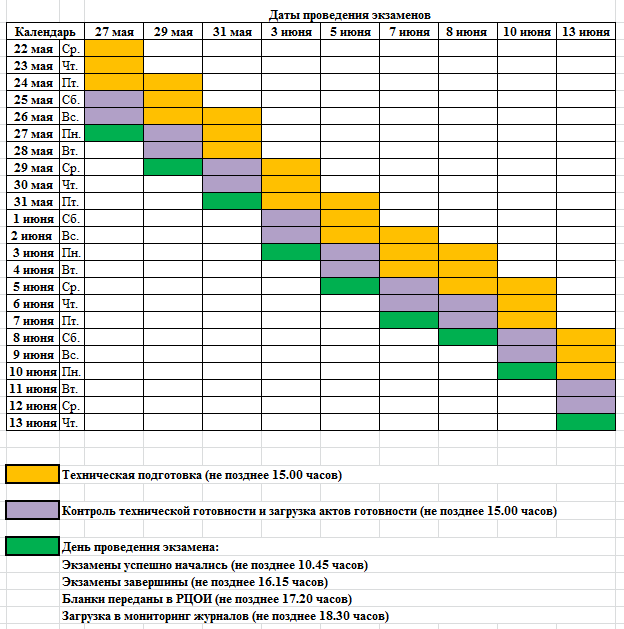 Даты проведения экзаменов
Календарь 27 мая 29 мая 31 мая 3 июня 5 июня 7 июня 8 июня 10 июня 13 июня
22 мая Ср.
23 мая Чт.
24 мая Пт.
25 мая Сб.
26 мая Вс.
27 мая Пн.
28 мая Вт.
29 мая Ср.
30 мая Чт.
31 мая Пт.
1 июня Сб.
2 июня Вс.
3 июня Пн.
4 июня Вт.
5 июня Ср.
6 июня Чт.
7 июня Пт.
8 июня Сб.
9 июня Вс.
10 июня Пн.
11 июня Вт.
12 июня Ср.
13 июня Чт.
Техническая подготовка (не позднее 15.00 часов)
Контроль технической готовности и загрузка актов готовности (не позднее 15.00 часов)
День проведения экзамена:
Экзамены успешно начались (не позднее 10.45 часов)
Экзамены завершины (не позднее 16.15 часов)
Бланки переданы в РЦОИ (не позднее 17.20 часов)
Загрузка в мониторинг журналов (не позднее 18.30 часов)